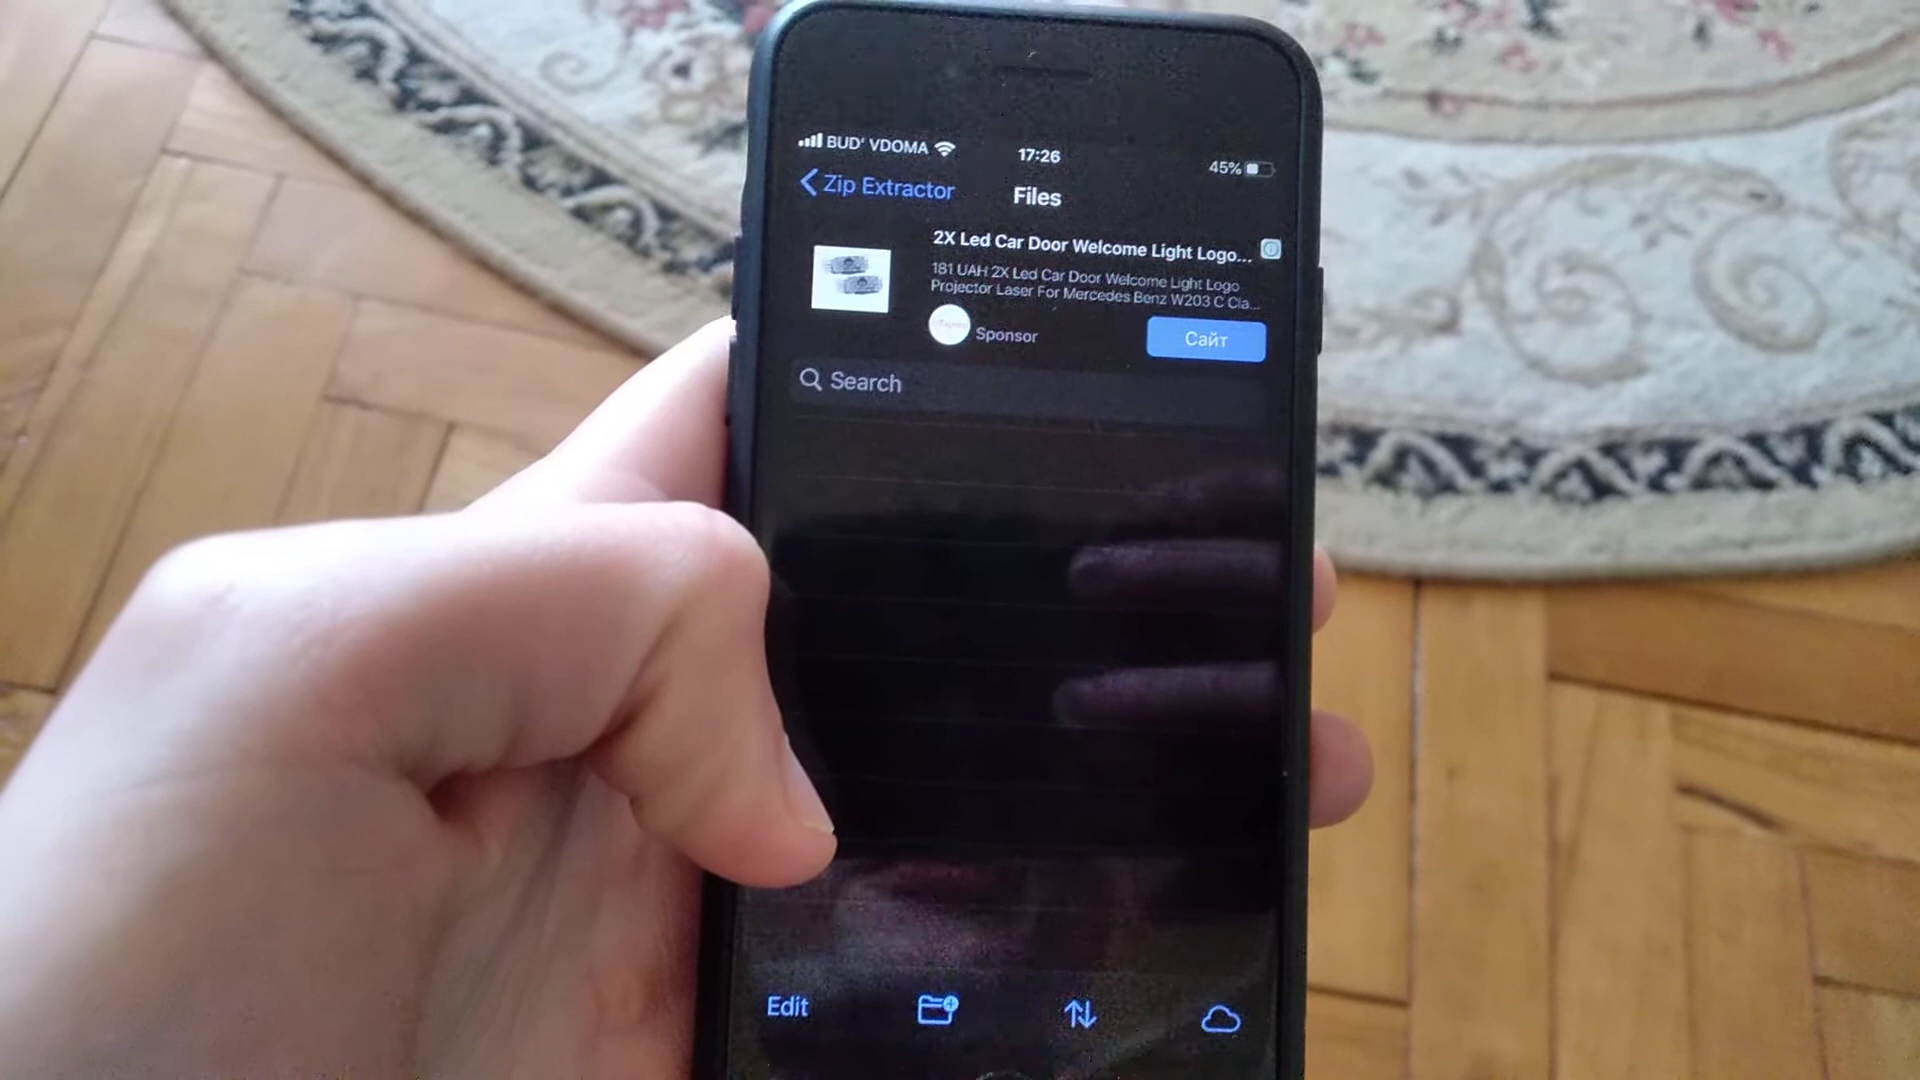 BUD' VDOMA
17:26
45%
Zip Extractor
Files
2X Led Car Door Welcome Light Logo...
181 UAH 2X Led Car Door Welcome Light Logo
Projector Laser For Mercedes Benz W203 C Cla...
Sponsor
Сайт
Search
Edit